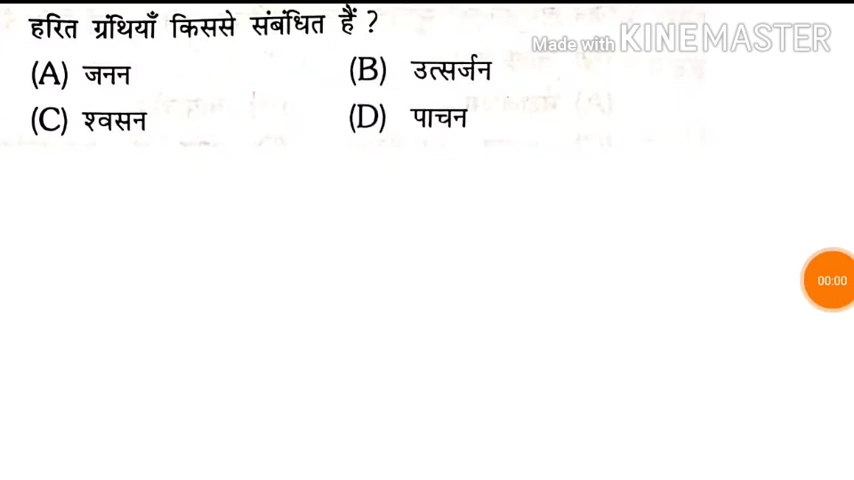 हरित ग्रंथियाँ किससे संबंधित हैं ?
Made with KINEMASTER
(A) जनन
(B) उत्सर्जन
(C) श्वसन
(D) पाचन
00:00